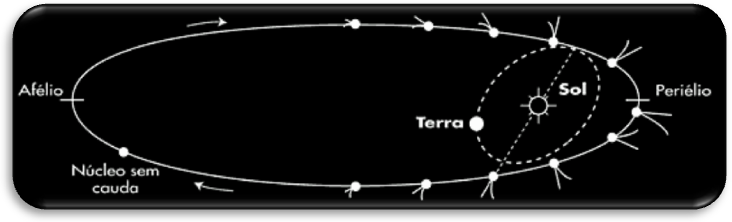 Afélio
Sol
Periélio
Terra
Núcleo sem
cauda